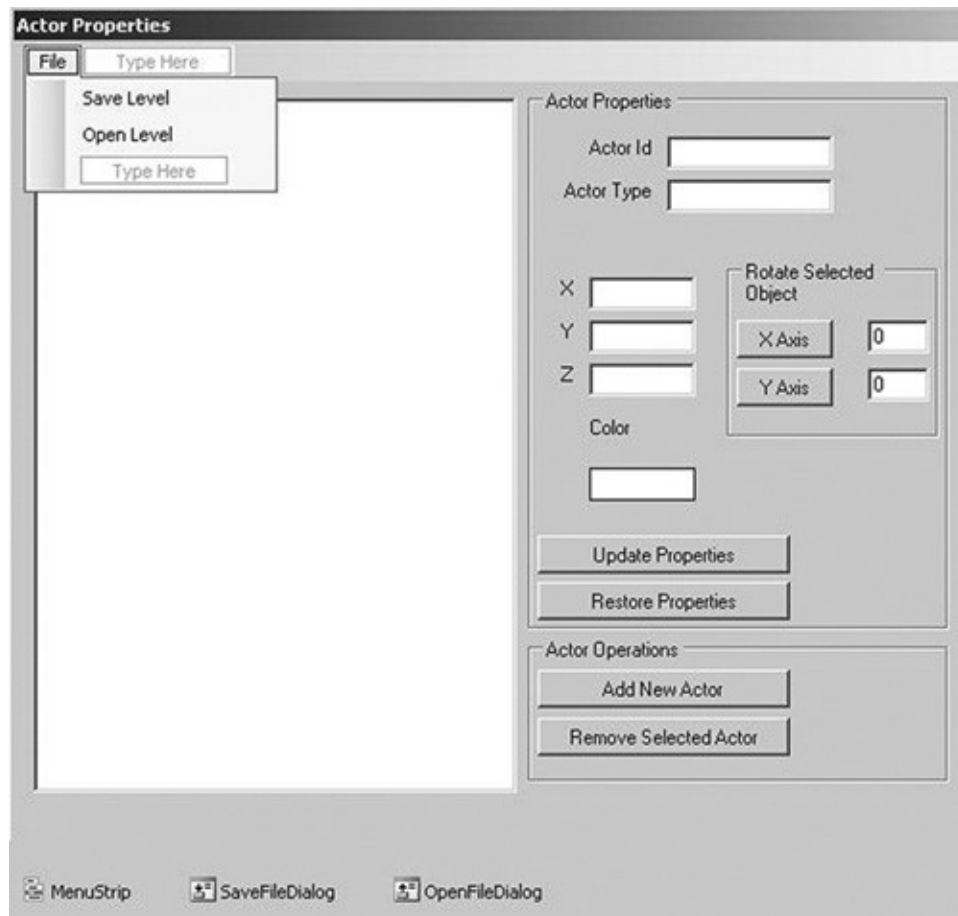 Actor Properties
File Type Here
Save Level
Open Level
Type Here
Actor Properties
Actor Id
Actor Type
X
Y
Z
Rotate Selected
Object
X Axis 0
Y Axis 0
Color
Update Properties
Restore Properties
Actor Operations
Add New Actor
Remove Selected Actor
MenuStrip SaveFileDialog OpenFileDialog